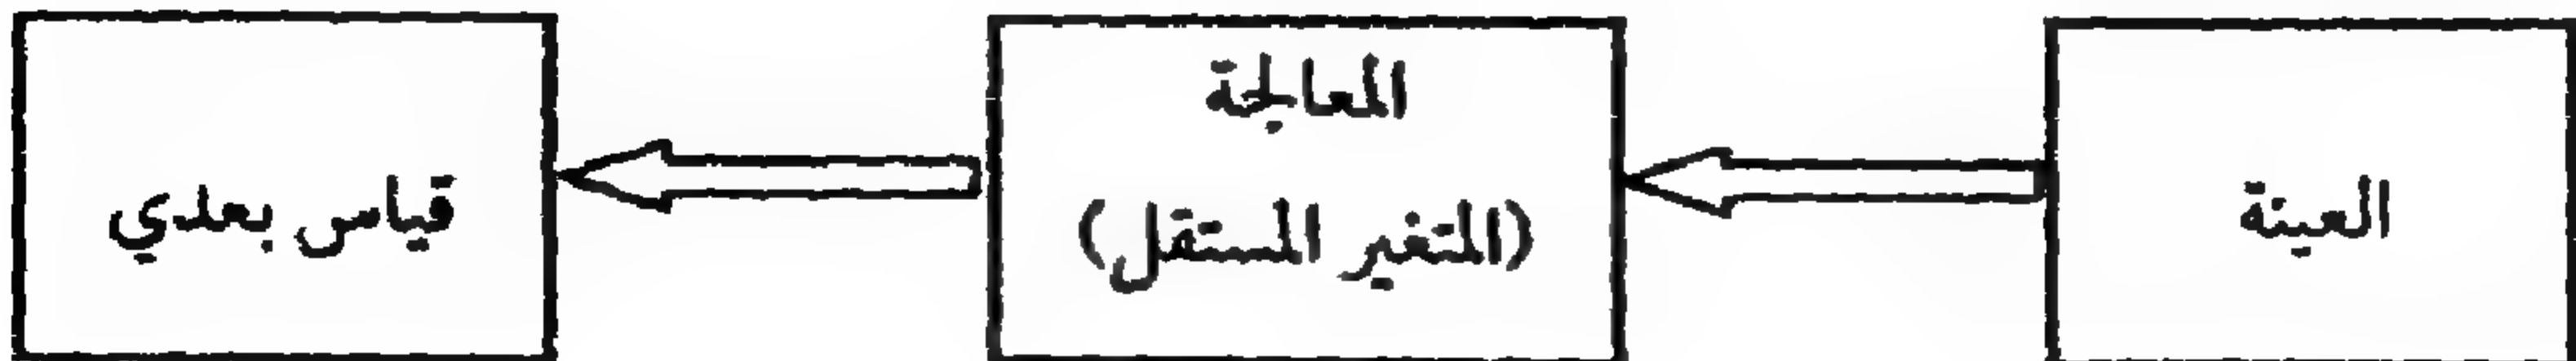 العينة
المعالجة
(المتغير المستقل)
قياس بعدي